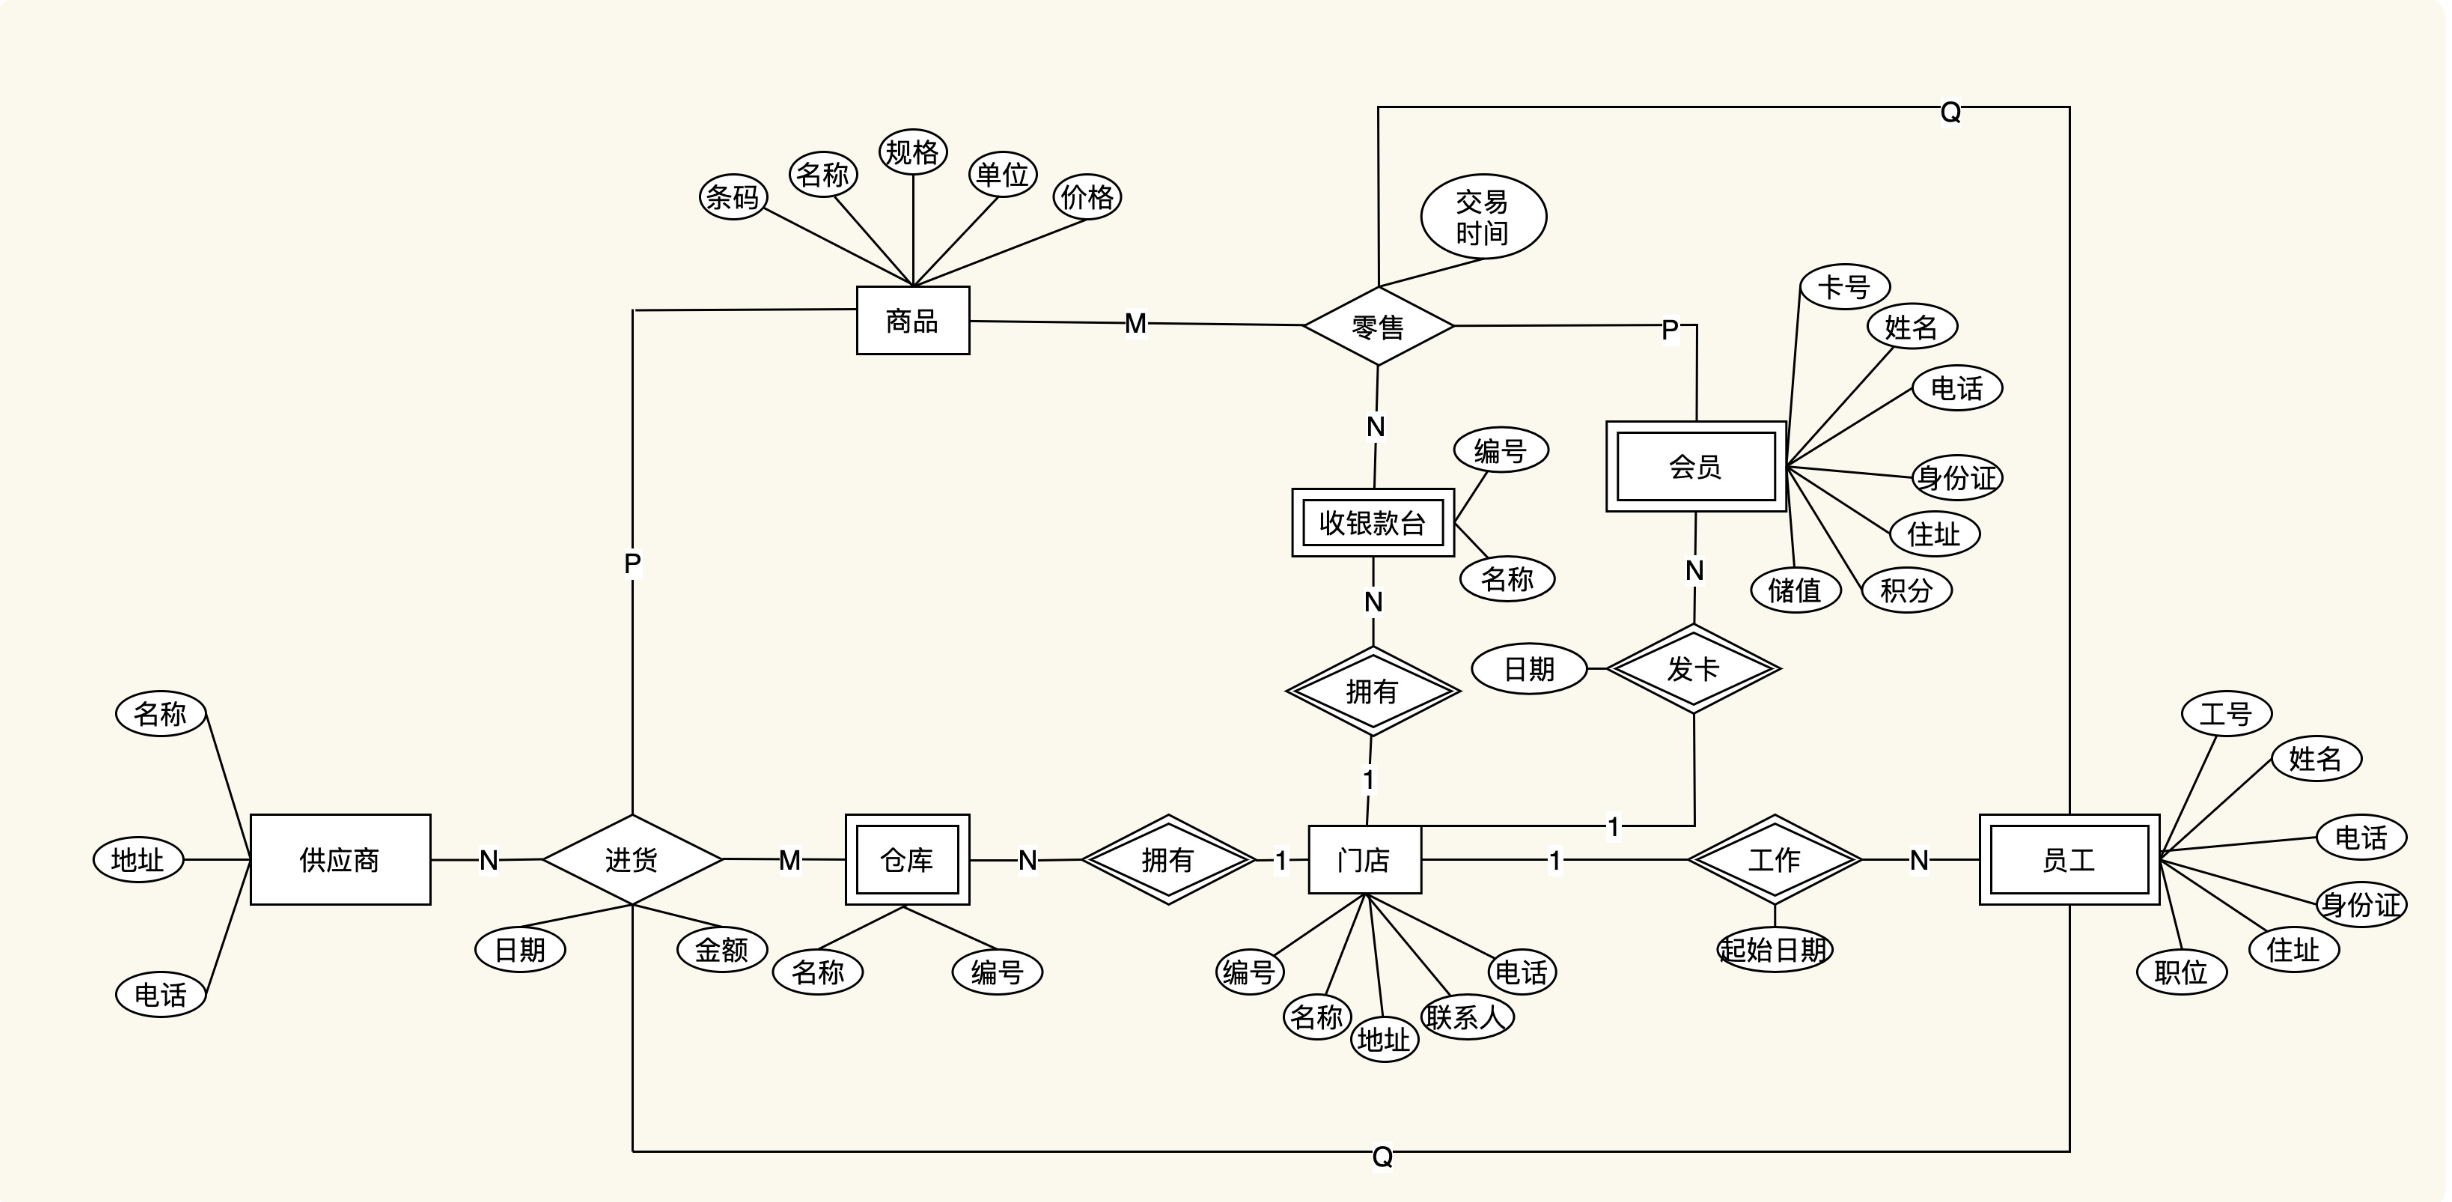 Q
规格
名称
单位
条码
价格
交易
时间
卡号
商品
M
零售
P
姓名
电话
N
编号
会员
身份证
收银款台
住址
P
N
名称
储值
积分
N
日期
发卡
拥有
名称
工号
姓名
1
1
地址
供应商
N
进货
M
仓库
N
拥有
1
门店
1
工作
N
员工
电话
身份证
日期
金额
名称
编号
编号
电话
起始日期
职位
住址
电话
名称
联系人
地址
Q